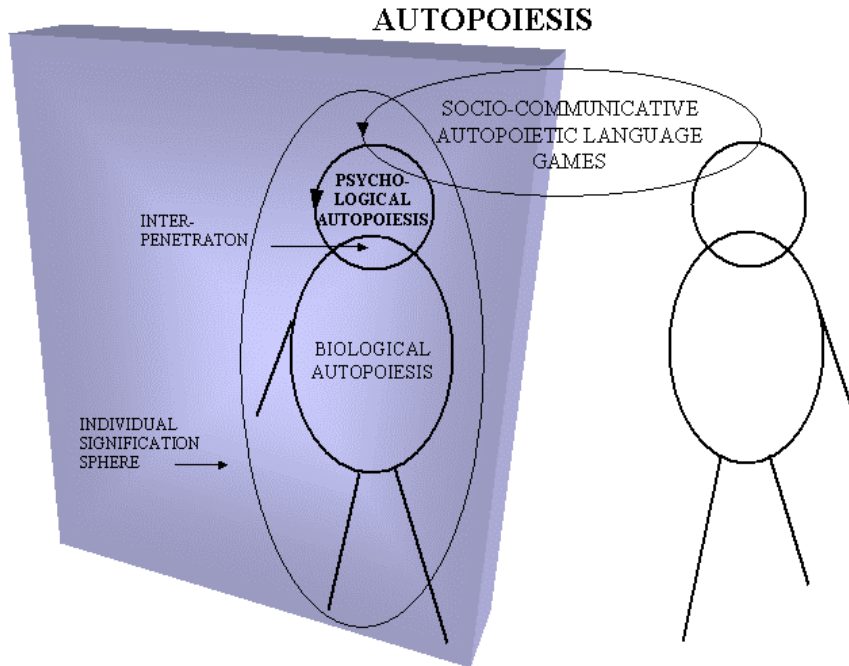 AUTOPOIESIS
SOCIO-COMMUNICATIVE
AUTOPOIETIC LANGUAGE
GAMES
PSYCHO-
LOGICAL
AUTOPOIESIS
INTER-
PENETRATON
BIOLOGICAL
AUTOPOIESIS
INDIVIDUAL
SIGNIFICATION
SPHERE